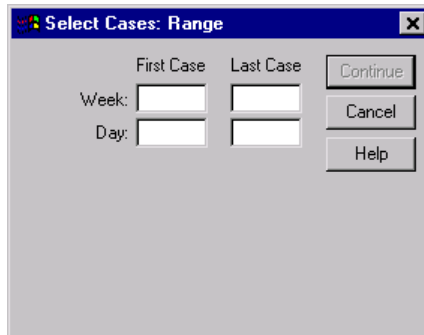 Select Cases: Range
First Case Last Case
Week:
Day:
Continue
Cancel
Help